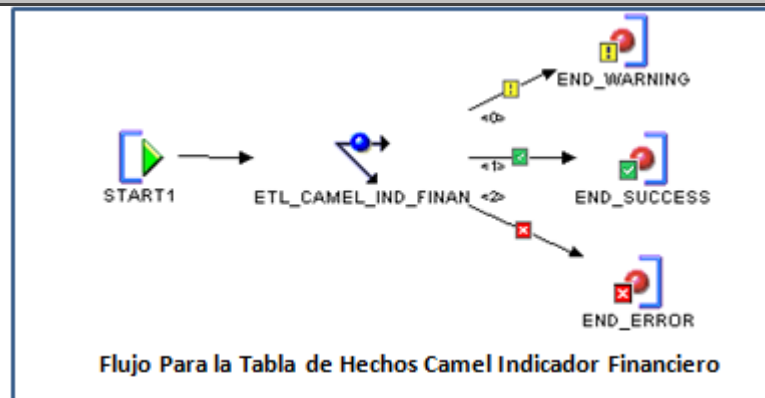 END_WARNING
<0>
START1
ETL_CAMEL_IND_FINAN
<1>
<2>
END_SUCCESS
END_ERROR
Flujo Para la Tabla de Hechos Camel Indicador Financiero